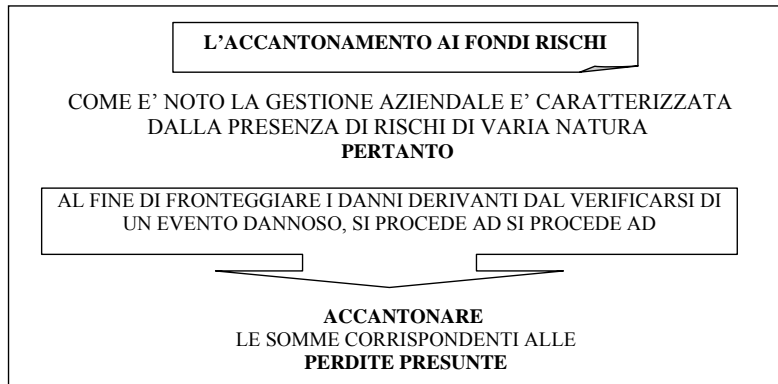 L'ACCANTONAMENTO AI FONDI RISCHI
COME E' NOTO LA GESTIONE AZIENDALE E' CARATTERIZZATA
DALLA PRESENZA DI RISCHI DI VARIA NATURA
PERTANTO
AL FINE DI FRONTEGGIARE I DANNI DERIVANTI DAL VERIFICARSI DI
UN EVENTO DANNOSO, SI PROCEDE AD SI PROCEDE AD
ACCANTONARE
LE SOMME CORRISPONDENTI ALLE
PERDITE PRESUNTE